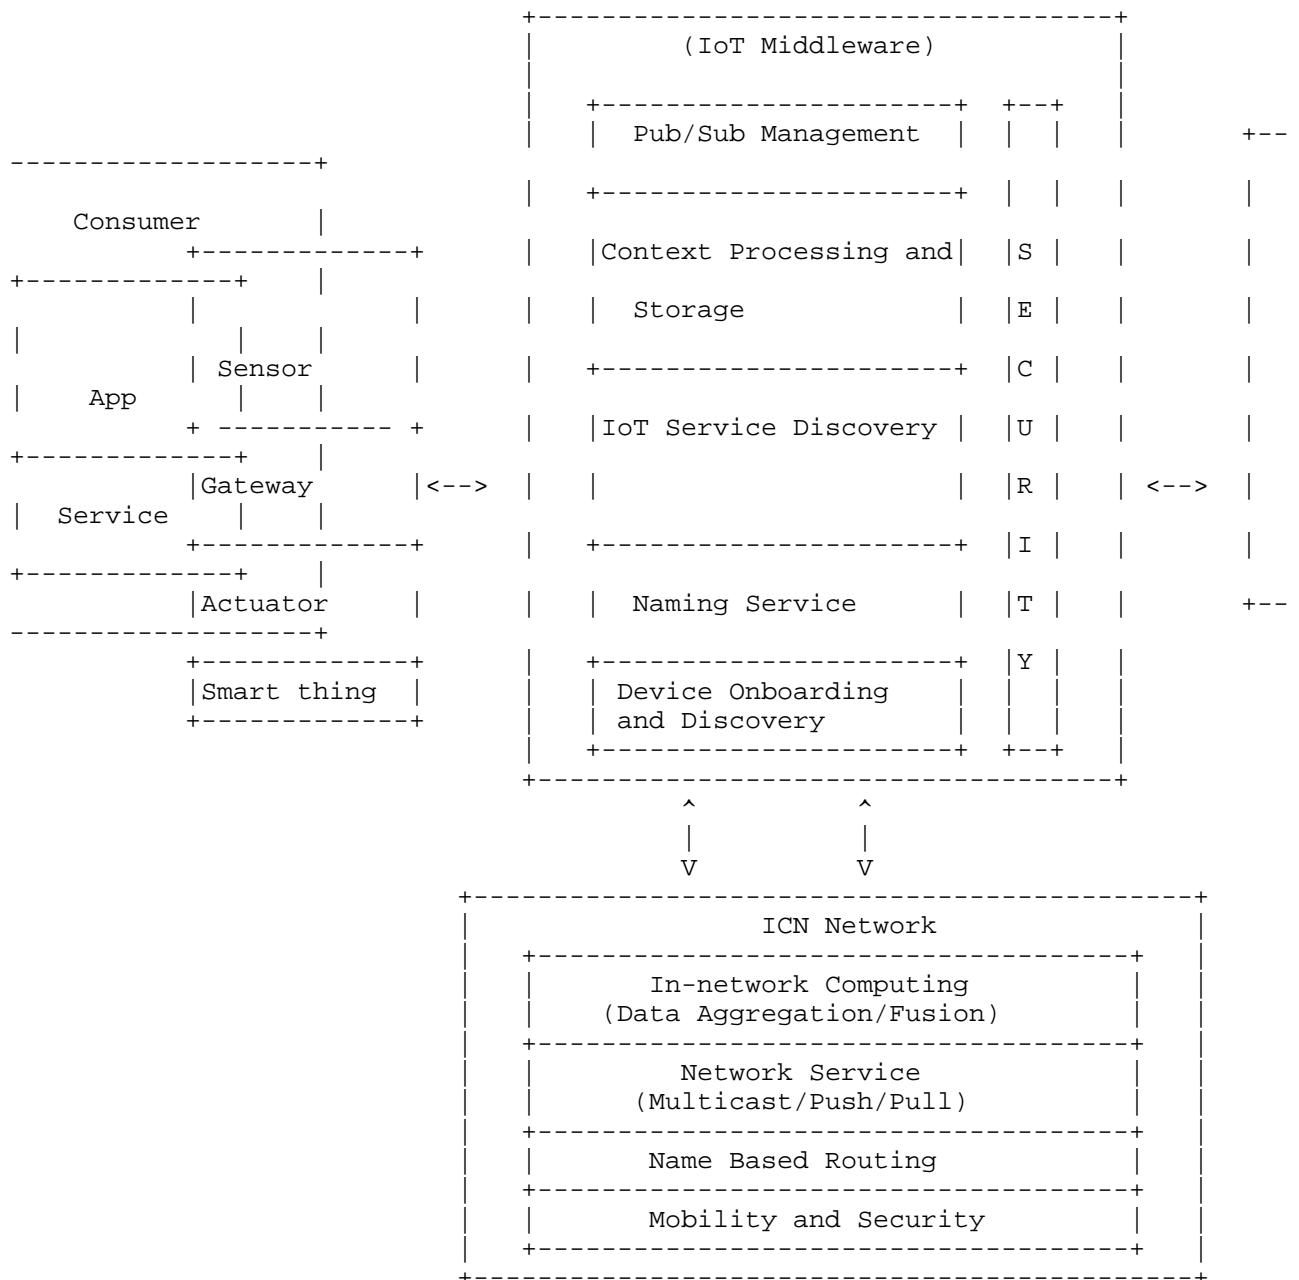 (IoT Middleware)
Pub/Sub Management
Consumer
Context Processing and S
Storage E
Sensor C
App
IoT Service Discovery U
Gateway <--> R <-->
Service
I
Actuator Naming Service T
Y
Smart thing Device Onboarding
and Discovery
^ ^
V V
ICN Network
In-network Computing
(Data Aggregation/Fusion)
Network Service
(Multicast/Push/Pull)
Name Based Routing
Mobility and Security